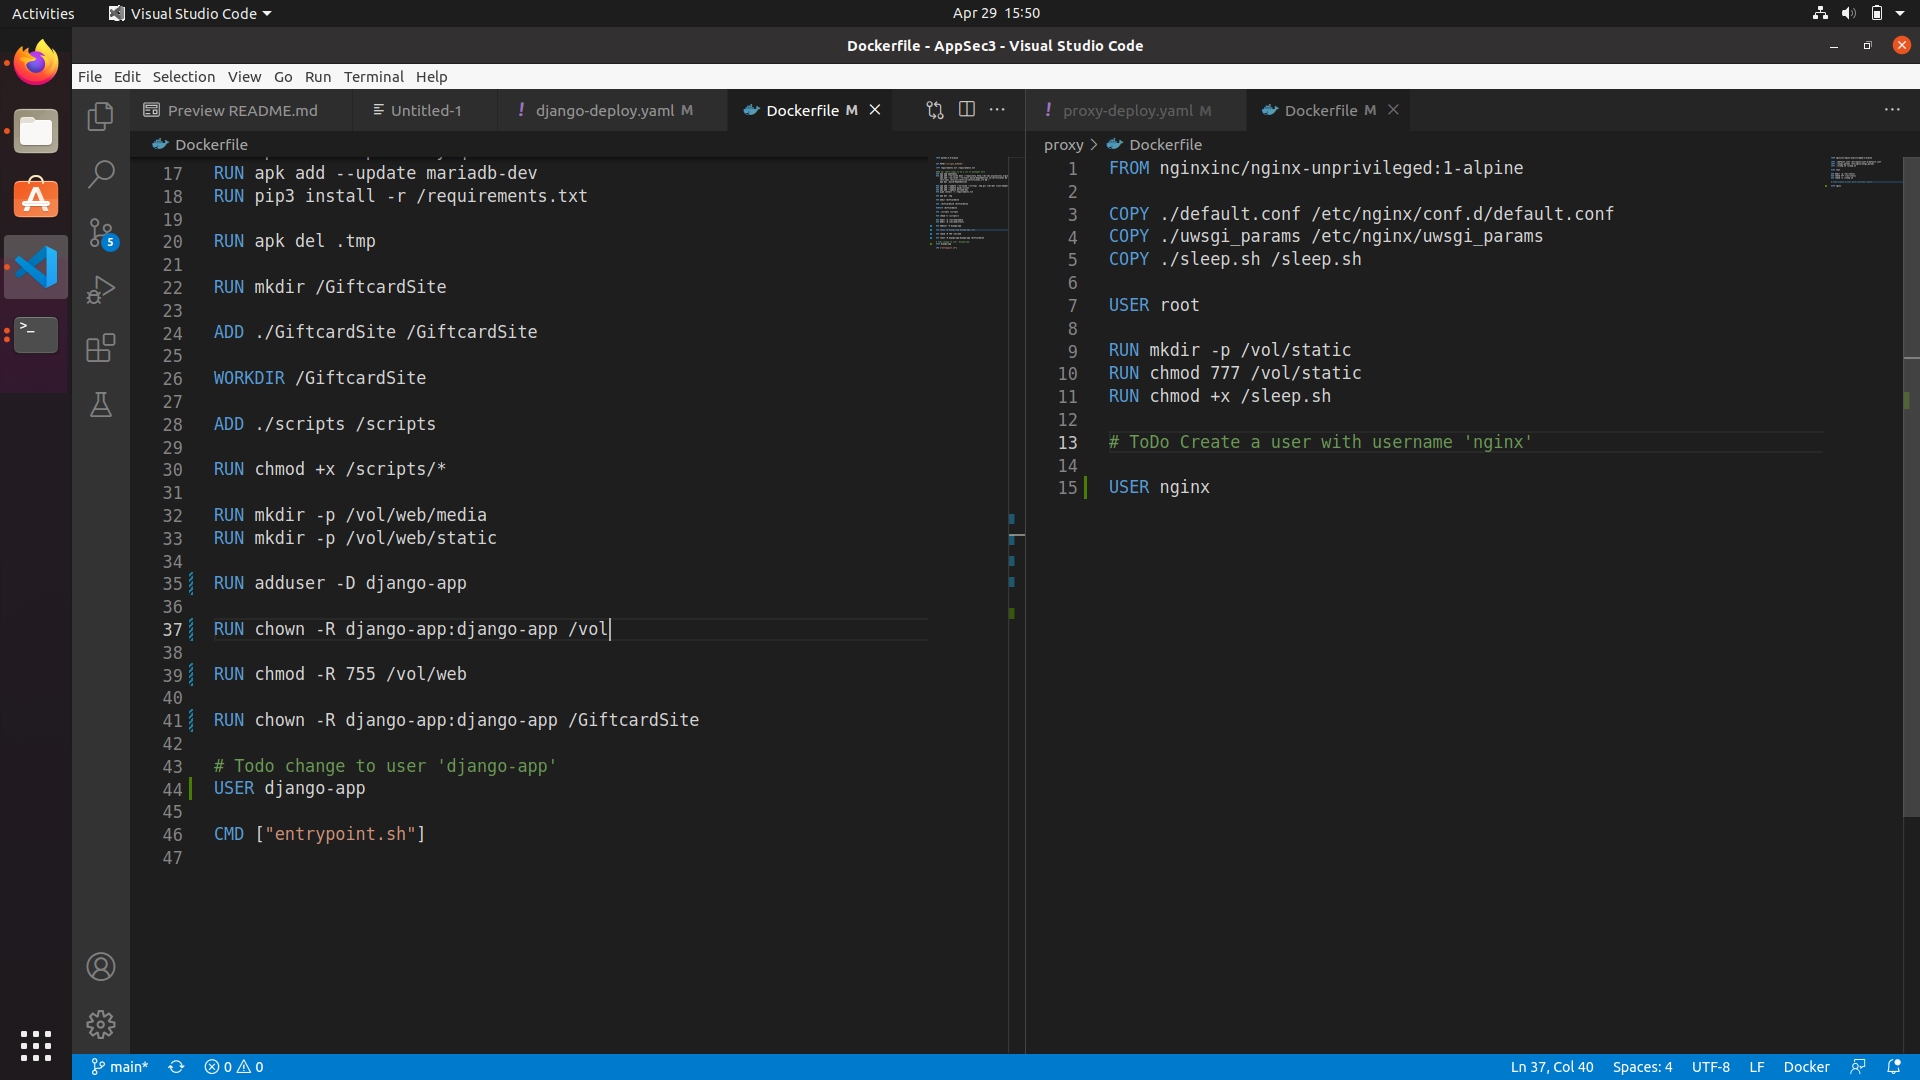 Activities
Visual Studio Code
Apr 29 15:50
Dockerfile - AppSec3 - Visual Studio Code
File Edit Selection View Go Run Terminal Help
Preview README.md
Untitled-1
! django-deploy.yaml M
Dockerfile M
! proxy-deploy.yaml M
Dockerfile M
Dockerfile
17 RUN apk add --update mariadb-dev
18 RUN pip3 install -r /requirements.txt
19
20 RUN apk del .tmp
21
22 RUN mkdir /GiftcardSite
23
24 ADD ./GiftcardSite /GiftcardSite
25
26 WORKDIR /GiftcardSite
27
28 ADD ./scripts /scripts
29
30 RUN chmod +x /scripts/*
31
32 RUN mkdir -p /vol/web/media
33 RUN mkdir -p /vol/web/static
34
35 RUN adduser -D django-app
36
37 RUN chown -R django-app:django-app /vol
38
39 RUN chmod -R 755 /vol/web
40
41 RUN chown -R django-app:django-app /GiftcardSite
42
43 # Todo change to user 'django-app'
44 USER django-app
45
46 CMD ["entrypoint.sh"]
47
proxy > Dockerfile
1 FROM nginxinc/nginx-unprivileged:1-alpine
2
3 COPY ./default.conf /etc/nginx/conf.d/default.conf
4 COPY ./uwsgi_params /etc/nginx/uwsgi_params
5 COPY ./sleep.sh /sleep.sh
6
7 USER root
8
9 RUN mkdir -p /vol/static
10 RUN chmod 777 /vol/static
11 RUN chmod +x /sleep.sh
12
13 # ToDo Create a user with username 'nginx'
14
15 USER nginx
5
main* 0 0
Ln 37, Col 40 Spaces: 4 UTF-8 LF Docker